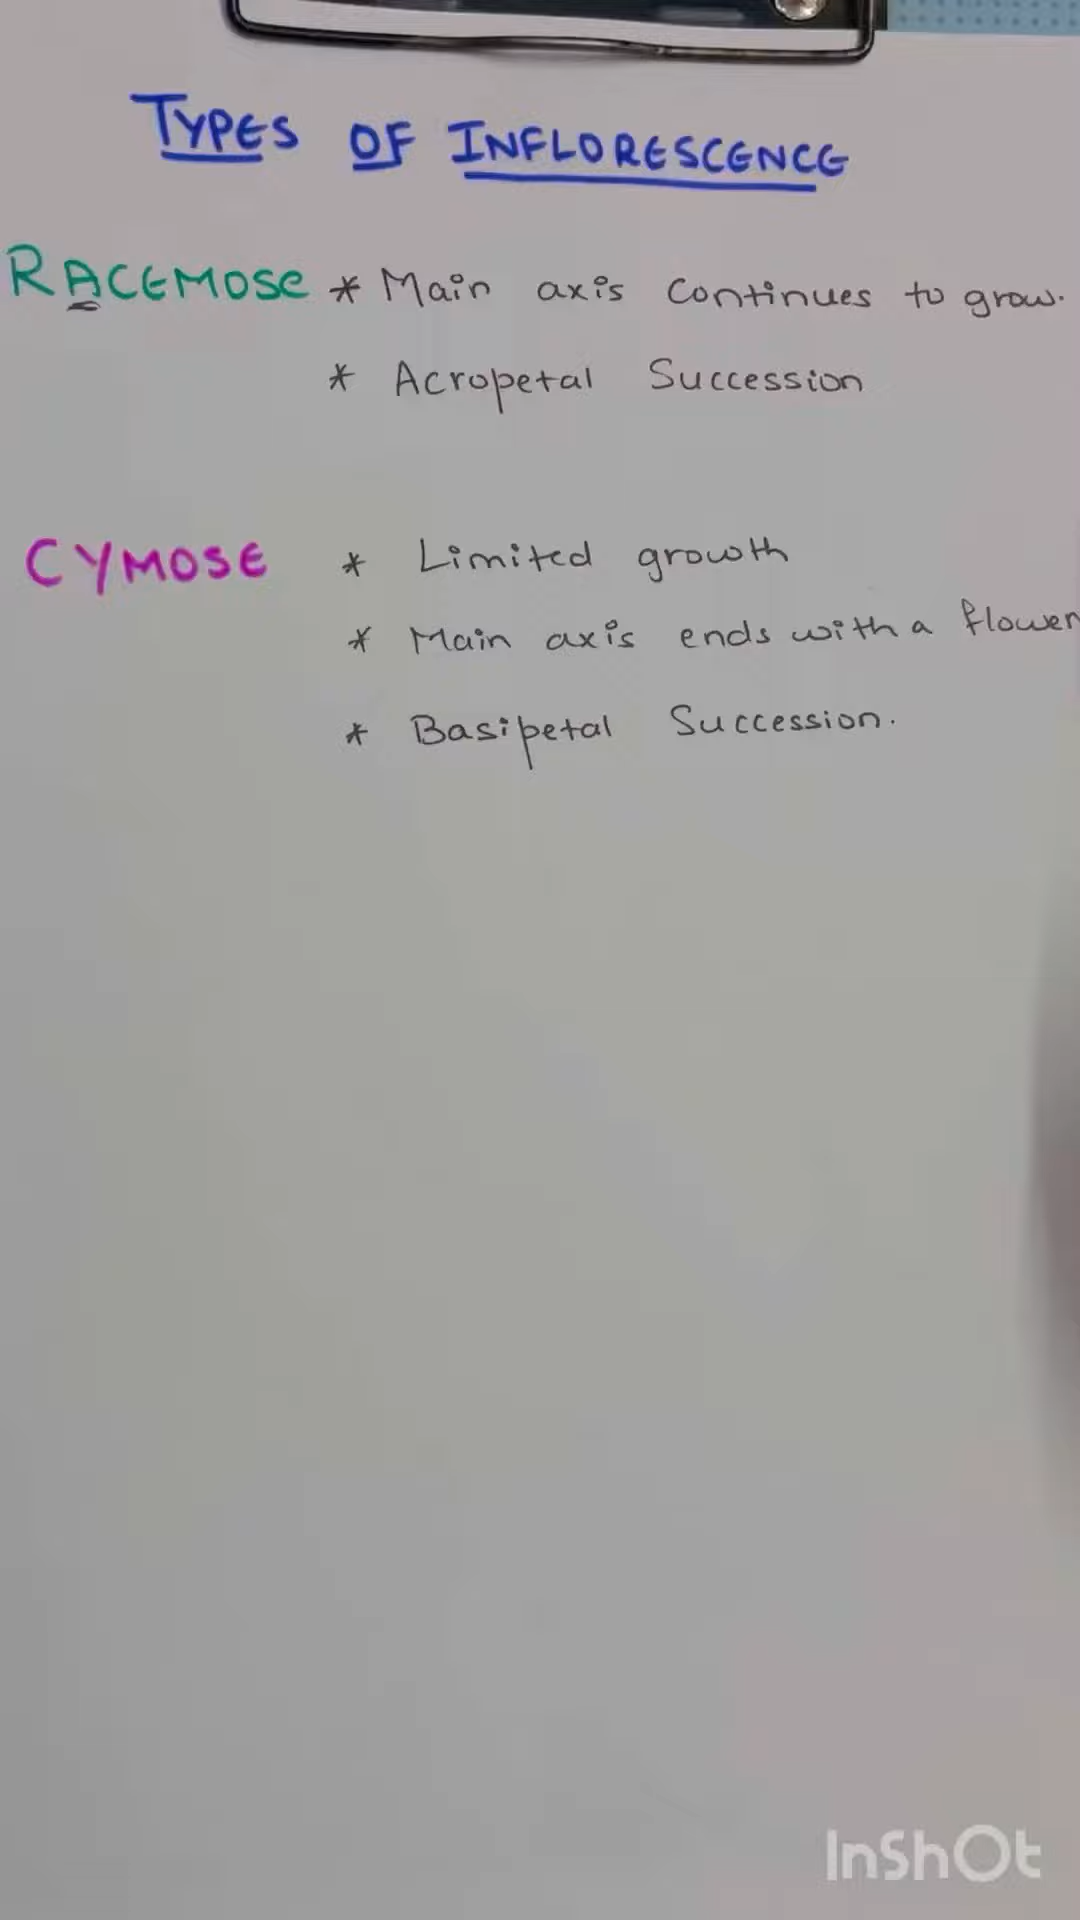 TYPES OF INFLORESCENCE
RACEMOSE * Main axis continues to grow.
* Acropetal Succession
CYMOSE * Limited growth
* Main axis ends with a flower
* Basipetal Succession.
InShOt